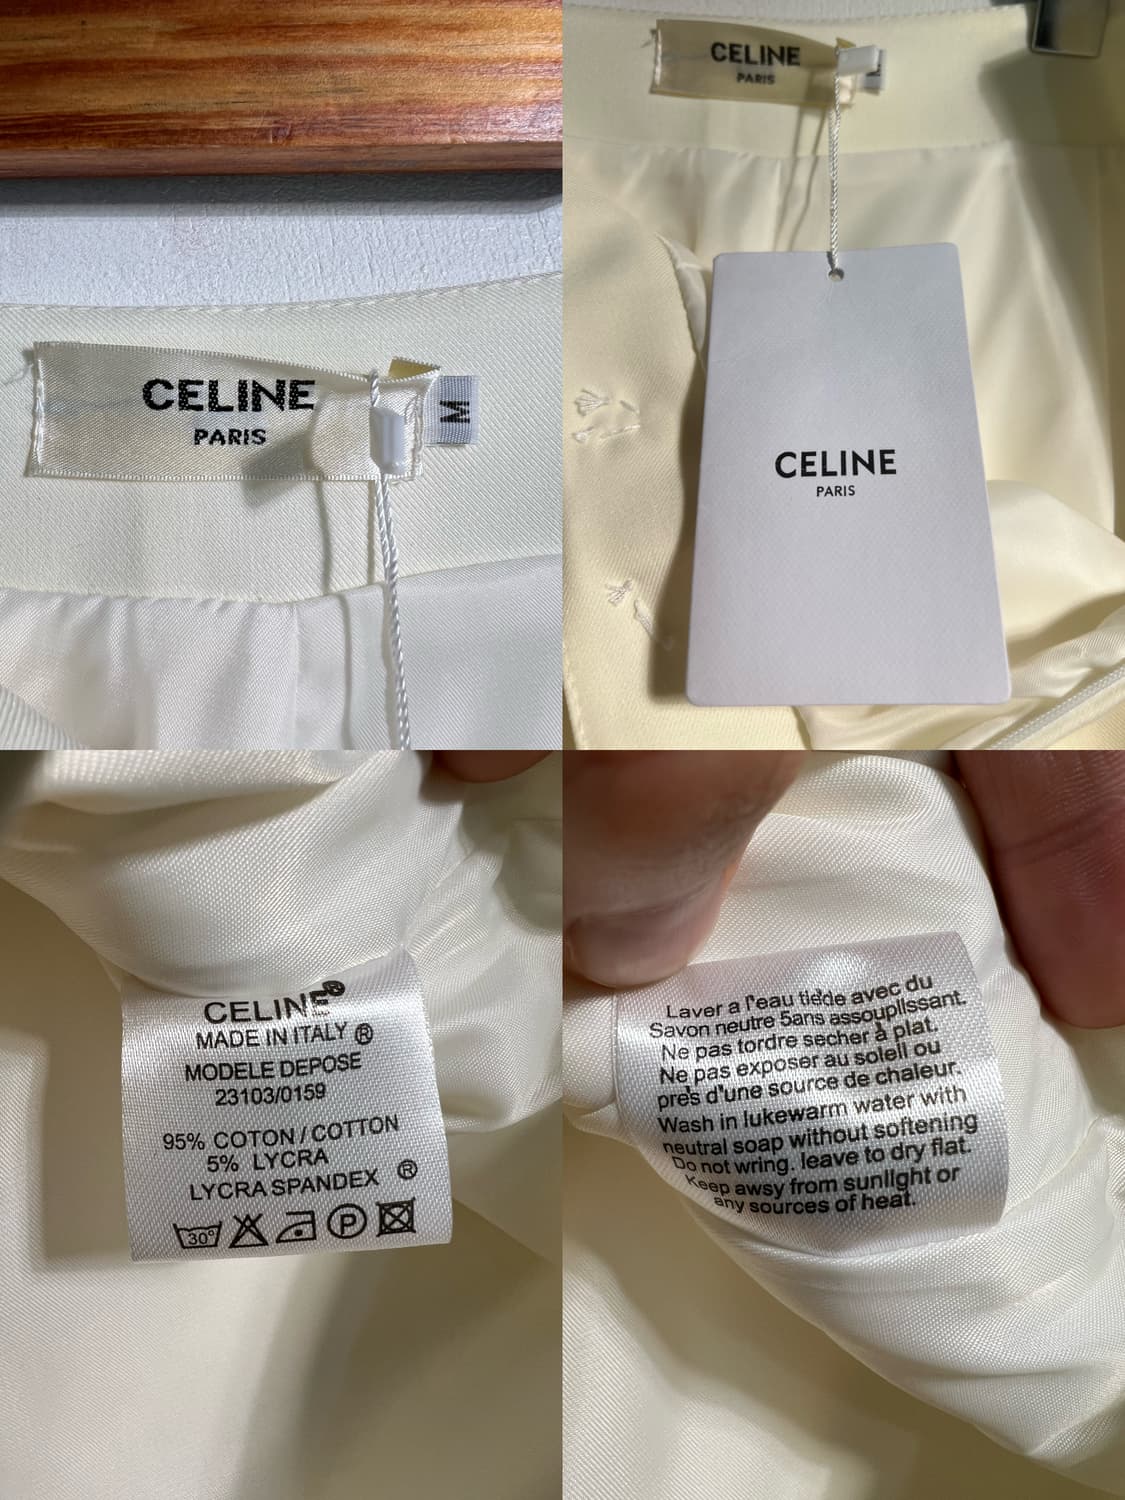 CELINE
PARIS
M
CELINE
PARIS
CELINE
PARIS
CELINE®
MADE IN ITALY ®
MODELE DEPOSE
23103/0159
95% COTON / COTTON
5% LYCRA
LYCRA SPANDEX ®
30°
P
Laver a l'eau tiede avec du
Savon neutre 5ans assouplissant.
Ne pas tordre secher à plat.
Ne pas exposer au soleil ou
pres d'une source de chaleur.
Wash in lukewarm water with
neutral soap without softening
Do not wring. leave to dry flat.
Keep awsy from sunlight or
any sources of heat.